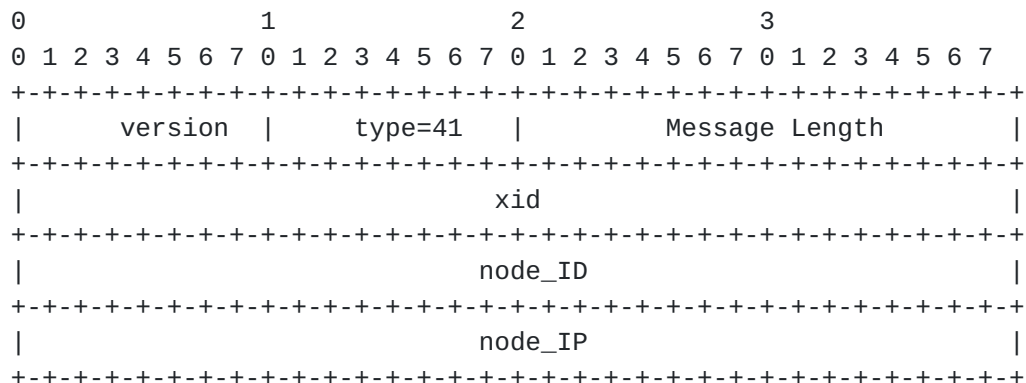 0               1               2               3
0 1 2 3 4 5 6 7 0 1 2 3 4 5 6 7 0 1 2 3 4 5 6 7 0 1 2 3 4 5 6 7
+-+-+-+-+-+-+-+-+-+-+-+-+-+-+-+-+-+-+-+-+-+-+-+-+-+-+-+-+-+-+-+-+
|      version  |     type=41   |         Message Length        |
+-+-+-+-+-+-+-+-+-+-+-+-+-+-+-+-+-+-+-+-+-+-+-+-+-+-+-+-+-+-+-+-+
|                              xid                              |
+-+-+-+-+-+-+-+-+-+-+-+-+-+-+-+-+-+-+-+-+-+-+-+-+-+-+-+-+-+-+-+-+
|                             node_ID                           |
+-+-+-+-+-+-+-+-+-+-+-+-+-+-+-+-+-+-+-+-+-+-+-+-+-+-+-+-+-+-+-+-+
|                             node_IP                           |
+-+-+-+-+-+-+-+-+-+-+-+-+-+-+-+-+-+-+-+-+-+-+-+-+-+-+-+-+-+-+-+-+